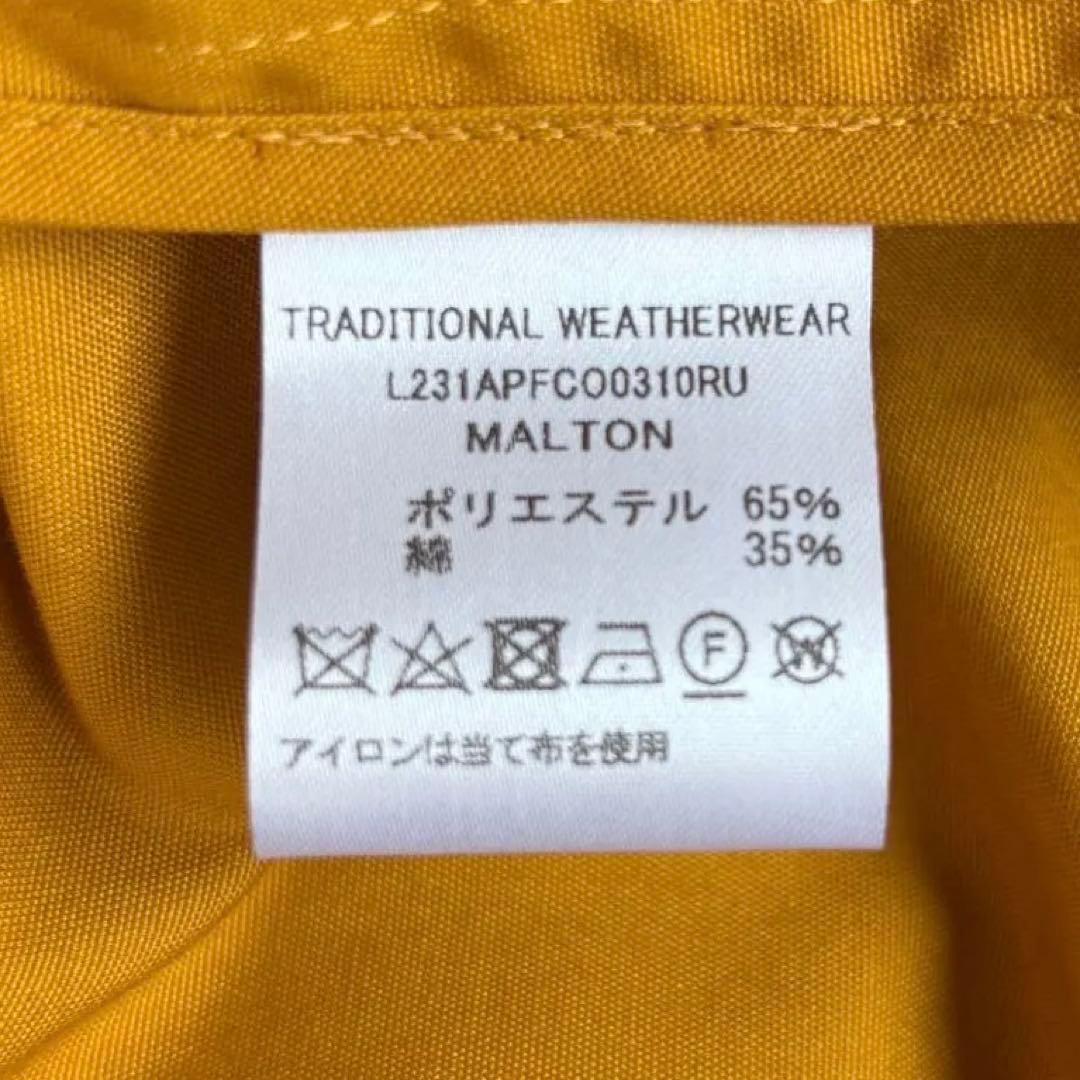 TRADITIONAL WEATHERWEAR
L231APFCO0310RU
MALTON
ポリエステル 65%
綿 35%
F W
アイロンは当て布を使用